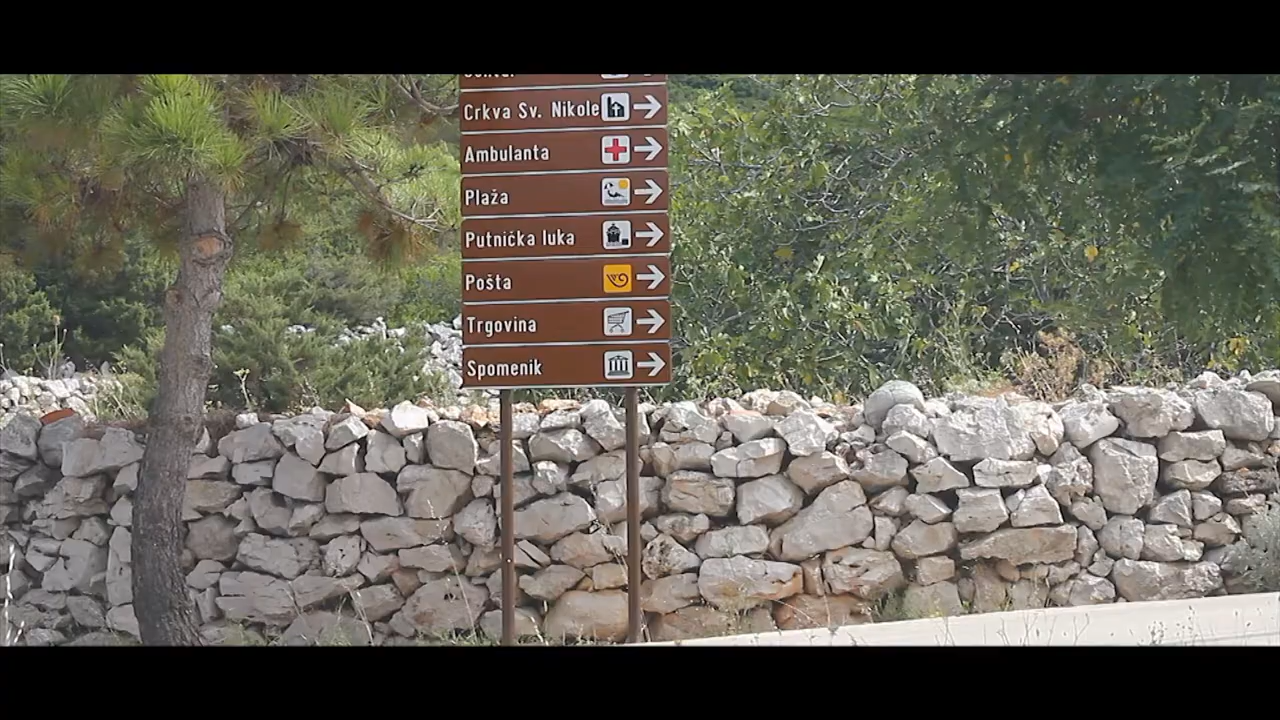 Crkva Sv. Nikole
Ambulanta
Plaža
Putnička luka
Pošta
Trgovina
Spomenik